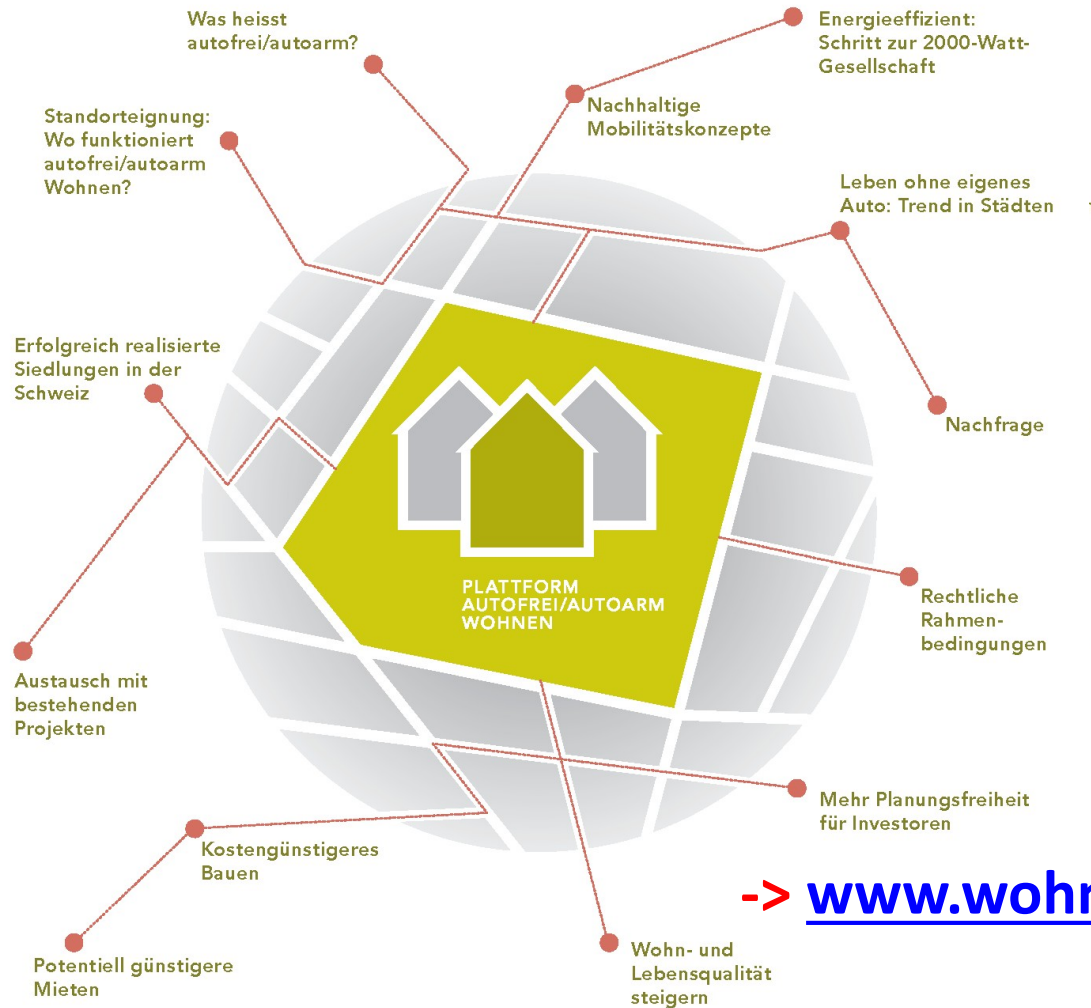 Was heisst
autofrei/autoarm?
Energieeffizient:
Schritt zur 2000-Watt-
Gesellschaft
Nachhaltige
Mobilitätskonzepte
Standorteignung:
Wo funktioniert
autofrei/autoarm
Wohnen?
Leben ohne eigenes
Auto: Trend in Städten
Erfolgreich realisierte
Siedlungen in der
Schweiz
Nachfrage
PLATTFORM
AUTOFREI/AUTOARM
WOHNEN
Rechtliche
Rahmen-
bedingungen
Austausch mit
bestehenden
Projekten
Mehr Planungsfreiheit
für Investoren
Kostengünstigeres
Bauen
-> www.wohr
Wohn- und
Lebensqualität
steigern
Potentiell günstigere
Mieten